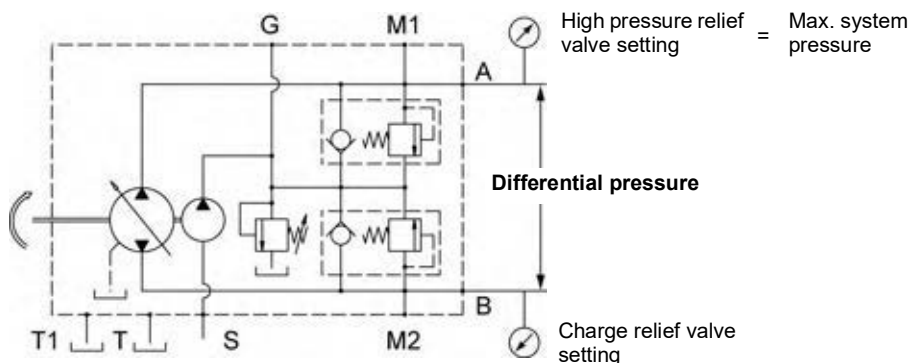 G
M1
High pressure relief
valve setting
=
Max. system
pressure
A
Differential pressure
B
T1
T
S
M2
Charge relief valve
setting